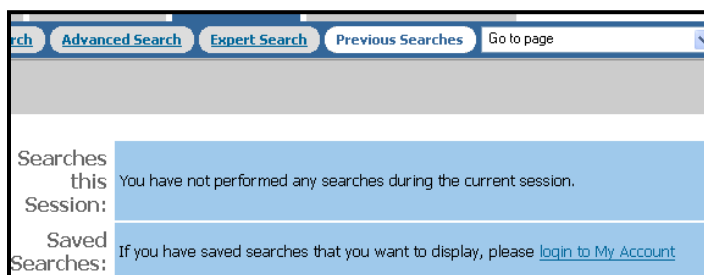 rch Advanced Search Expert Search Previous Searches Go to page
Searches
this
Session:
You have not performed any searches during the current session.
Saved
Searches:
If you have saved searches that you want to display, please login to My Account